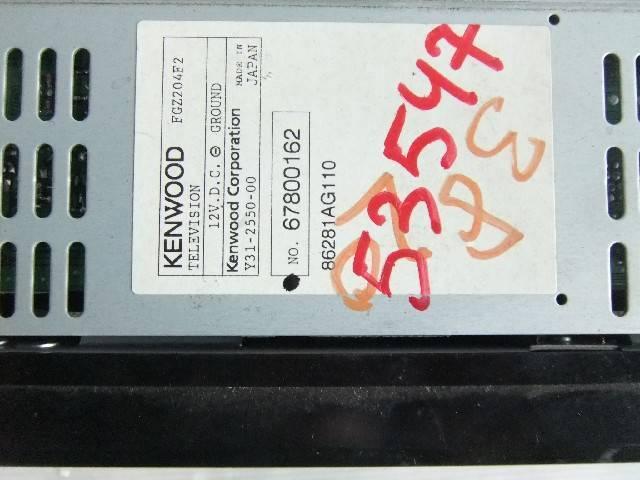 KENWOOD FGZ204F2
TELEVISION
12V.D.C. ⊖ GROUND
Kenwood Corporation MADE IN
Y31-2550-00 JAPAN
NO. 67800162
86281AG110
53547